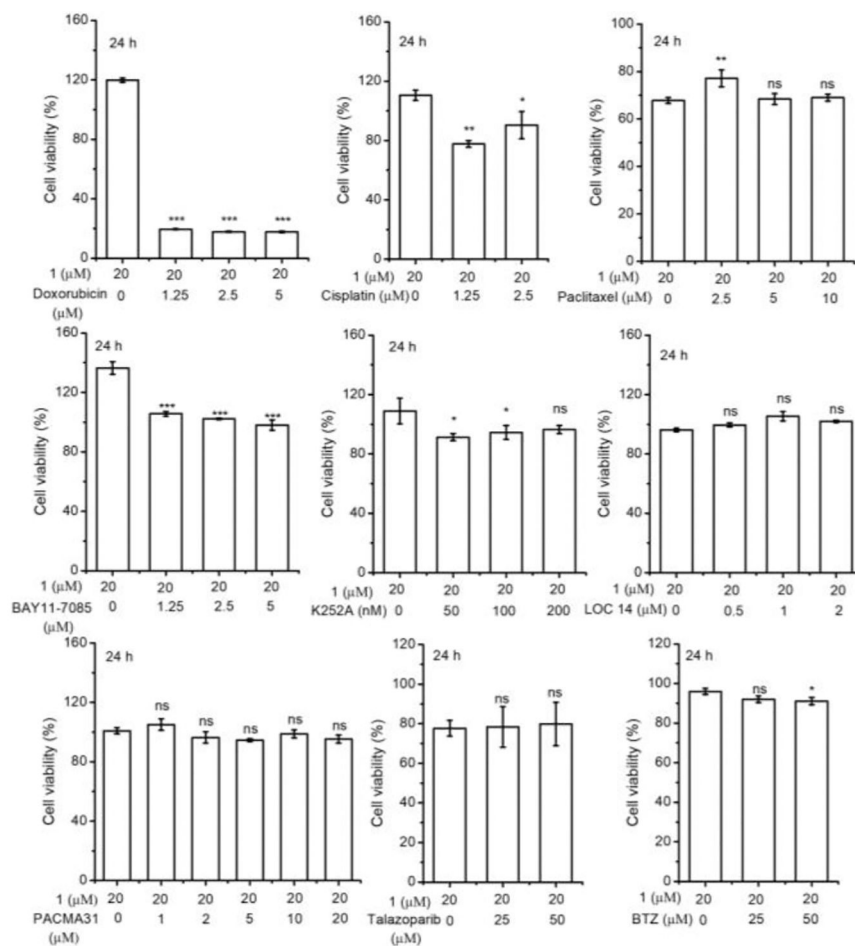 160
120
80
40
0
Cell viability (%)
24 h
***
***
***
1 (µM) 20 20 20 20
Doxorubicin 0 1.25 2.5 5
(µM)
160
120
80
40
0
Cell viability (%)
24 h
**
*
1 (µM) 20 20 20
Cisplatin (µM) 0 1.25 2.5
100
80
60
40
20
0
Cell viability (%)
24 h
**
ns
ns
1 (µM) 20 20 20 20
Paclitaxel (µM) 0 2.5 5 10
160
120
80
40
0
Cell viability (%)
24 h
***
***
***
1 (µM) 20 20 20 20
BAY11-7085 0 1.25 2.5 5
(µM)
160
120
80
40
0
Cell viability (%)
24 h
*
*
ns
1 (µM) 20 20 20 20
K252A (nM) 0 50 100 200
160
120
80
40
0
Cell viability (%)
24 h
ns
ns
ns
1 (µM) 20 20 20 20
LOC 14 (µM) 0 0.5 1 2
160
120
80
40
0
Cell viability (%)
24 h
ns
ns
ns
ns
ns
1 (µM) 20 20 20 20 20 20
PACMA31 0 1 2 5 10 20
(µM)
120
100
80
60
40
20
0
Cell viability (%)
24 h
ns
ns
1 (µM) 20 20 20
Talazoparib 0 25 50
(µM)
120
100
80
60
40
20
0
Cell viability (%)
24 h
ns
*
1 (µM) 20 20 20
BTZ (µM) 0 25 50